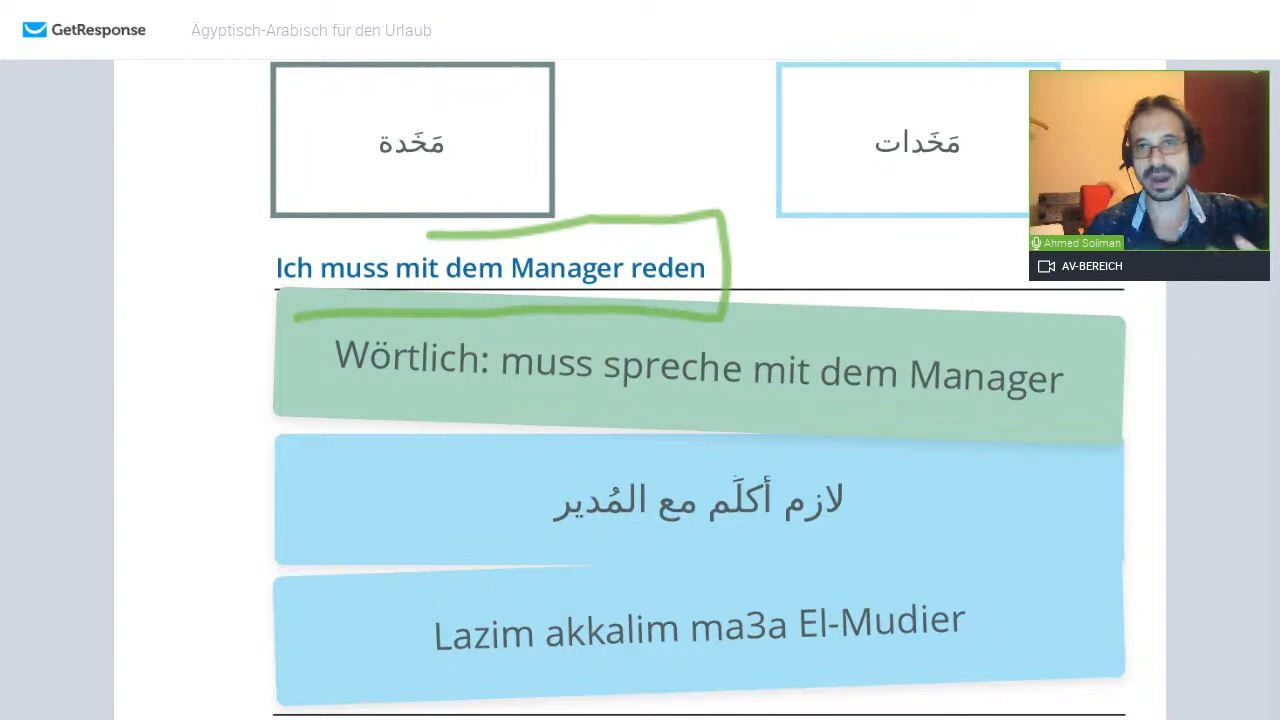 GetResponse
Ägyptisch-Arabisch für den Urlaub
مَخَدة
مَخَدات
Ahmed Soliman
AV-BEREICH
Ich muss mit dem Manager reden
Wörtlich: muss spreche mit dem Manager
لازم أكلَم مع المُدير
Lazim akkalim ma3a El-Mudier